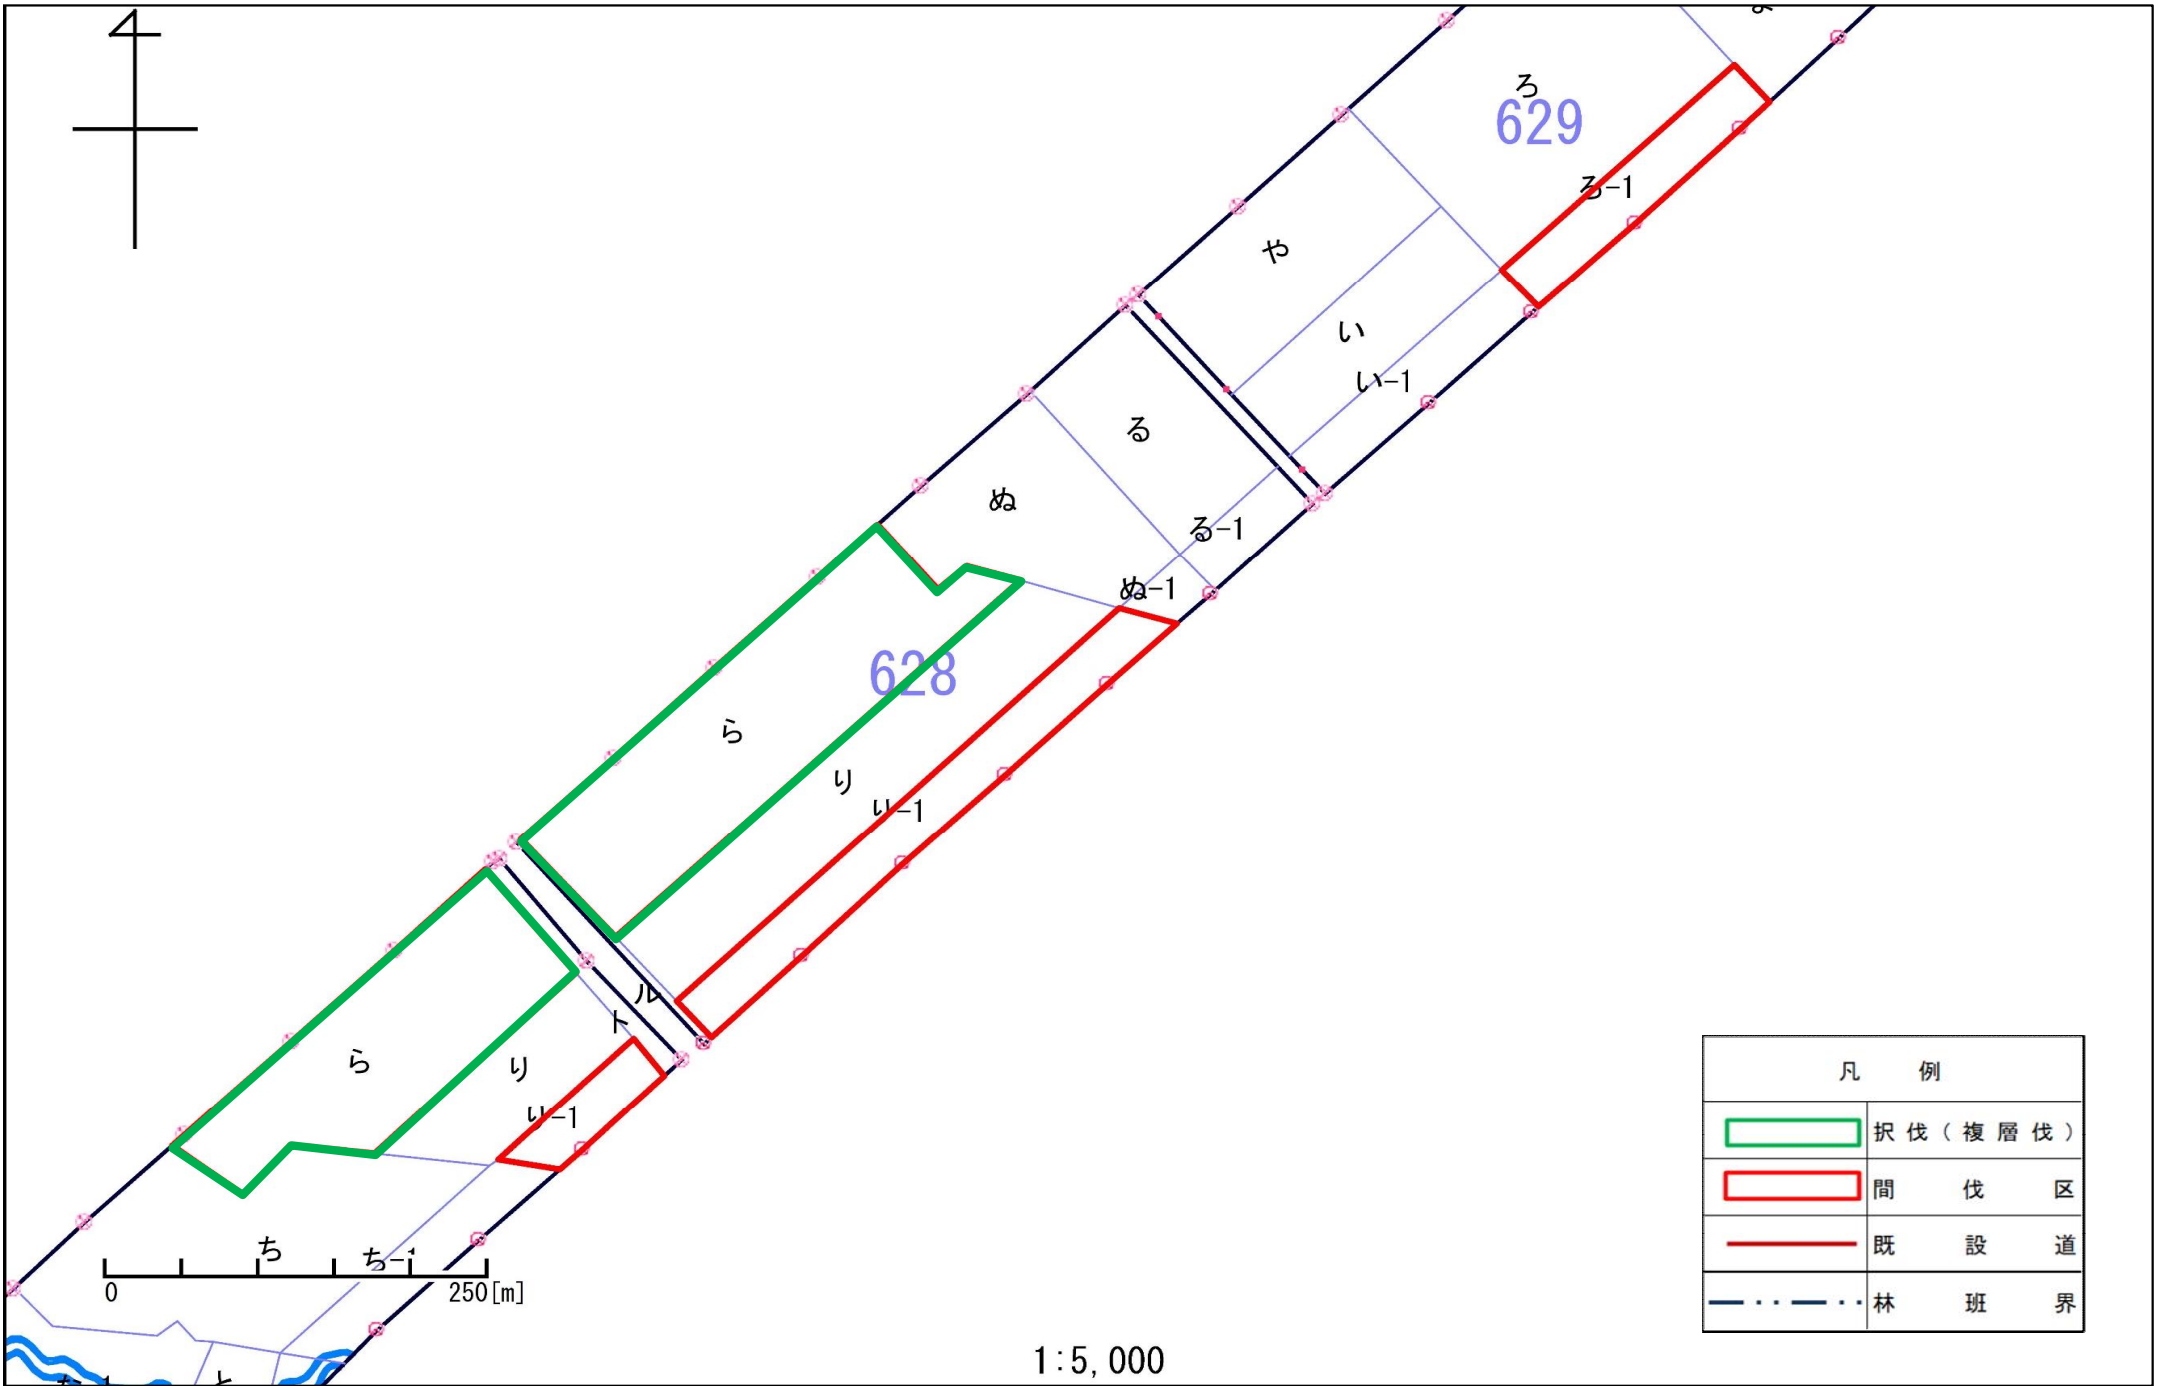 ろ
629
ろ-1
や
い
い-1
る
ぬ
る-1
ぬ-1
628
ら
り
り-1
ル
ト
ら
り
り-1
ち
ち-1
0 250[m]
と
1:5,000
凡 例
択伐(複層伐)
間 伐 区
既 設 道
林 班 界